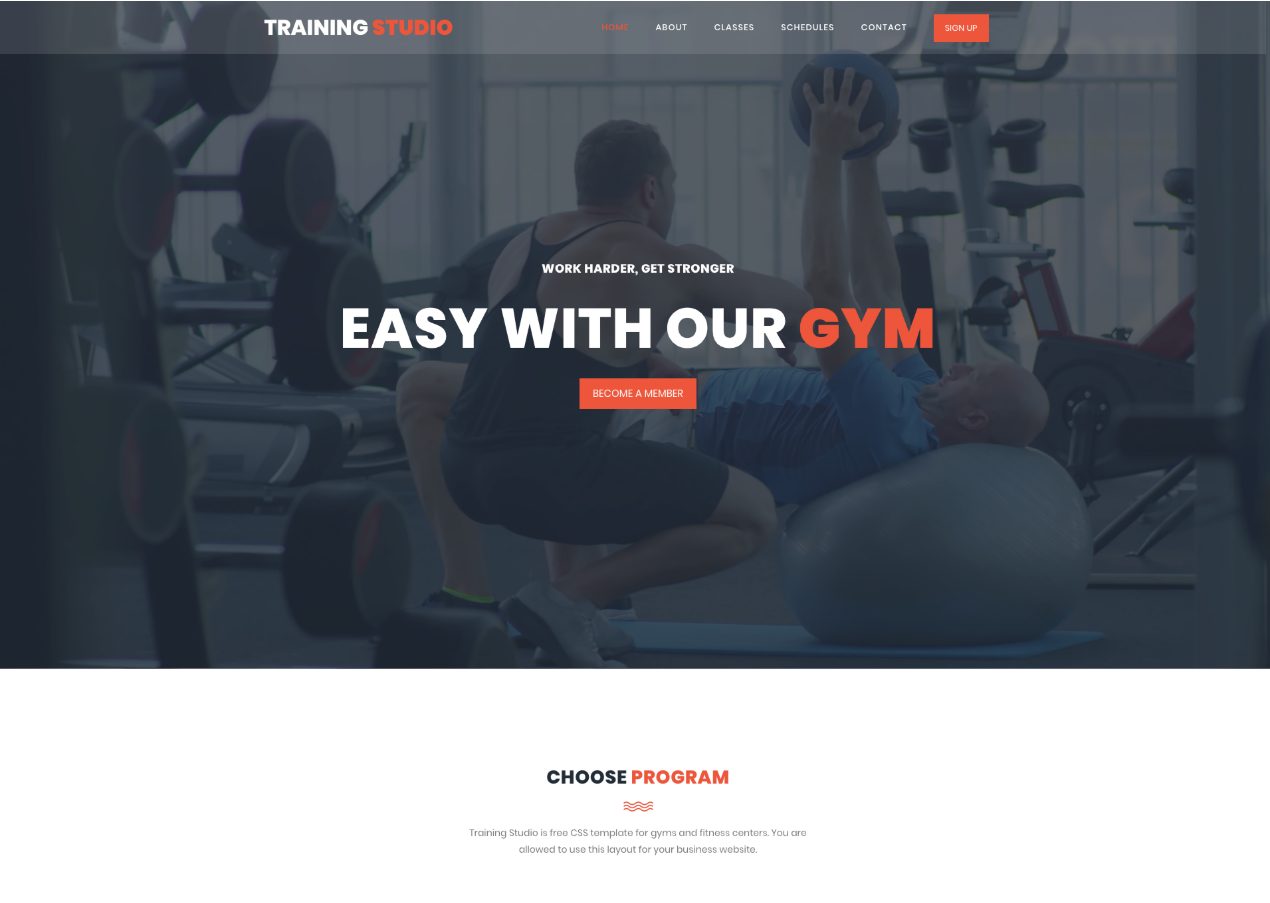 TRAINING STUDIO
HOME ABOUT CLASSES SCHEDULES CONTACT SIGN UP
WORK HARDER, GET STRONGER
EASY WITH OUR GYM
BECOME A MEMBER
CHOOSE PROGRAM
Training Studio is free CSS template for gyms and fitness centers. You are
allowed to use this layout for your business website.